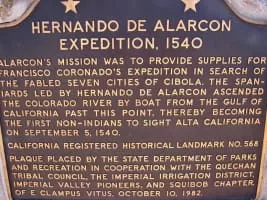 HERNANDO DE ALARCON
EXPEDITION, 1540
ALARCON'S MISSION WAS TO PROVIDE SUPPLIES FOR
FRANCISCO CORONADO'S EXPEDITION IN SEARCH OF
THE FABLED SEVEN CITIES OF CIBOLA. THE SPAN-
IARDS LED BY HERNANDO DE ALARCON ASCENDED
THE COLORADO RIVER BY BOAT FROM THE GULF OF
CALIFORNIA PAST THIS POINT, THEREBY BECOMING
THE FIRST NON-INDIANS TO SIGHT ALTA CALIFORNIA
ON SEPTEMBER 5, 1540.
CALIFORNIA REGISTERED HISTORICAL LANDMARK NO. 568
PLAQUE PLACED BY THE STATE DEPARTMENT OF PARKS
AND RECREATION IN COOPERATION WITH THE QUECHAN
TRIBAL COUNCIL, THE IMPERIAL IRRIGATION DISTRICT,
IMPERIAL VALLEY PIONEERS, AND SQUIBOB CHAPTER,
OF E CLAMPUS VITUS, OCTOBER 10, 1982.